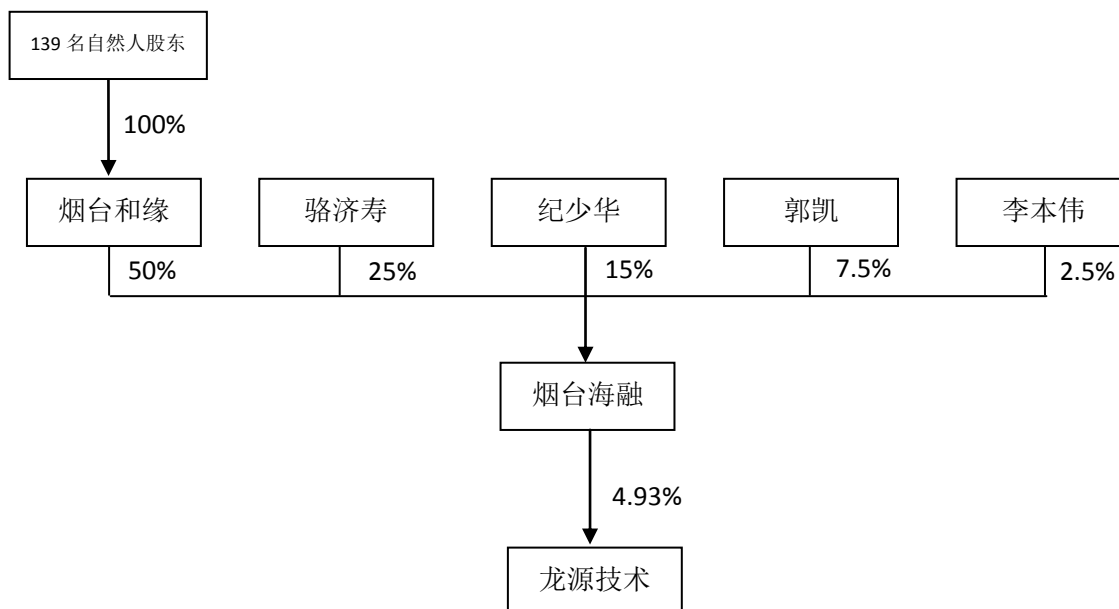 139 名自然人股东
100%
烟台和缘
骆济寿
纪少华
郭凯
李本伟
50%
25%
15%
7.5%
2.5%
烟台海融
4.93%
龙源技术